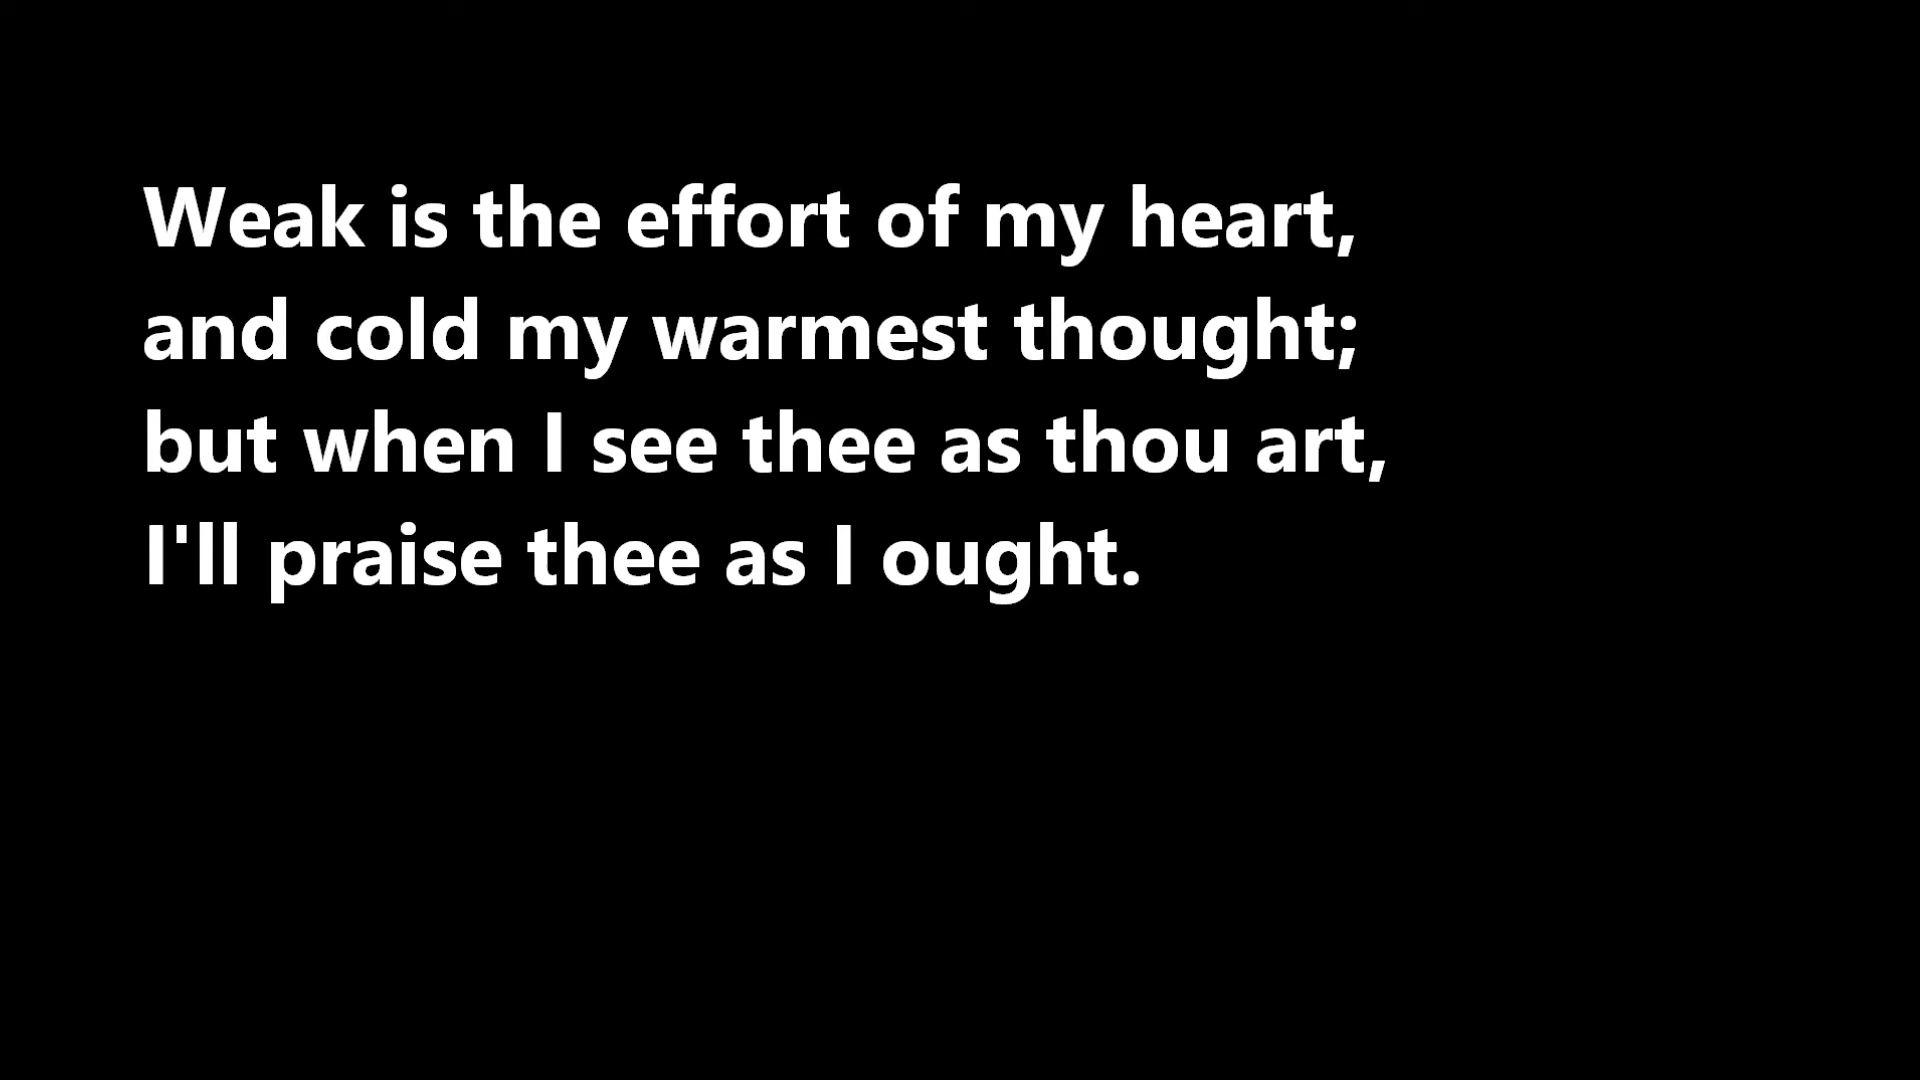 Weak is the effort of my heart,
and cold my warmest thought;
but when I see thee as thou art,
I'll praise thee as I ought.